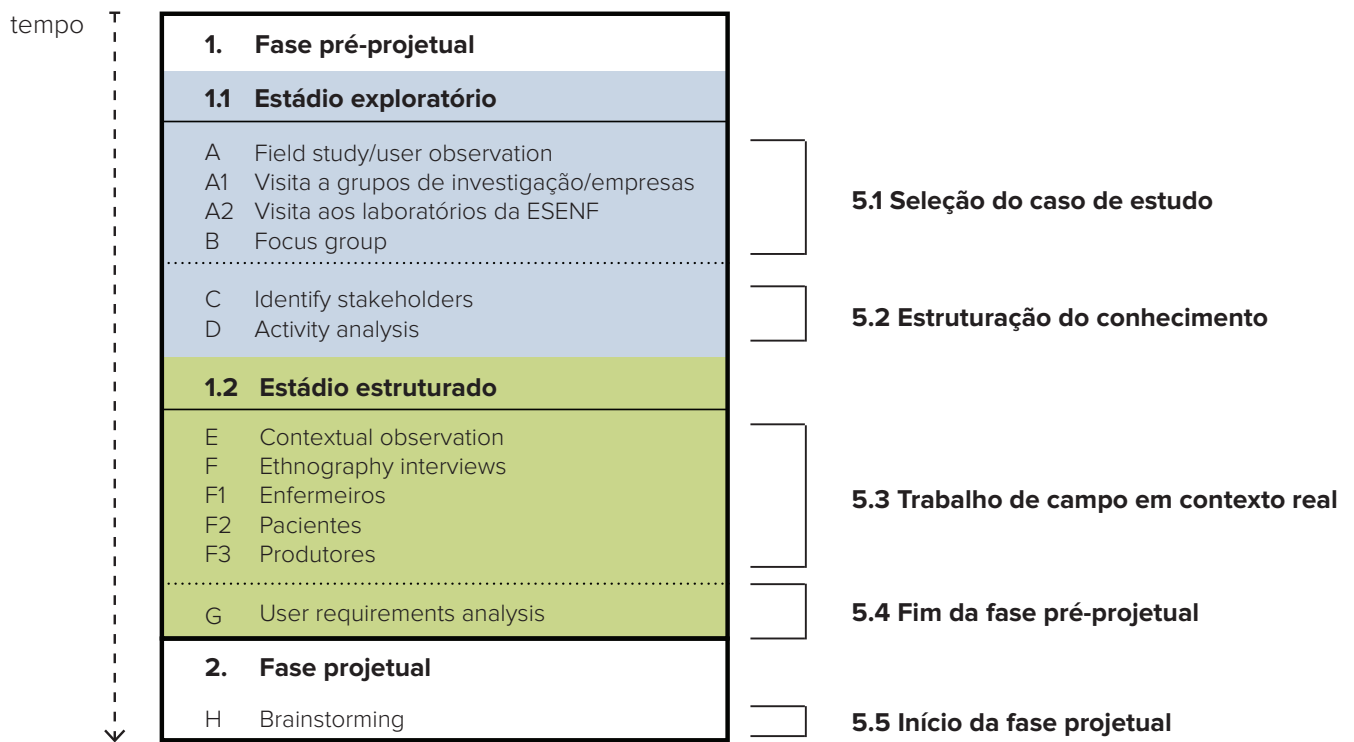 tempo
1. Fase pré-projetual
1.1 Estádio exploratório
A Field study/user observation
A1 Visita a grupos de investigação/empresas
A2 Visita aos laboratórios da ESENF
B Focus group
5.1 Seleção do caso de estudo
C Identify stakeholders
D Activity analysis
5.2 Estruturação do conhecimento
1.2 Estádio estruturado
E Contextual observation
F Ethnography interviews
F1 Enfermeiros
F2 Pacientes
F3 Produtores
5.3 Trabalho de campo em contexto real
G User requirements analysis
5.4 Fim da fase pré-projetual
2. Fase projetual
H Brainstorming
5.5 Início da fase projetual